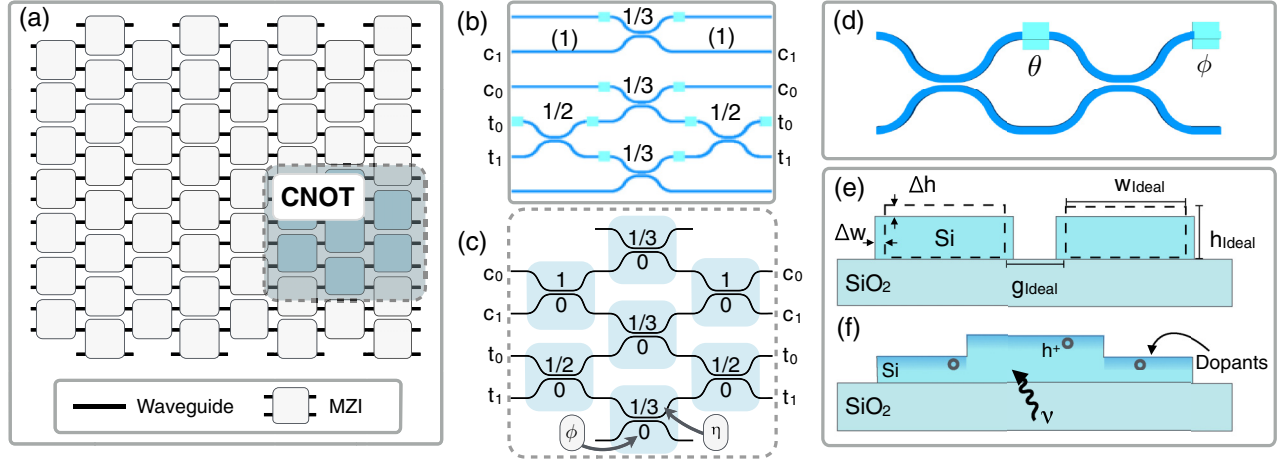 (a)
CNOT
Waveguide
MZI
(b)
1/3
(1)
(1)
c₁
c₁
c₀
1/3
c₀
t₀
1/2
1/2
t₀
t₁
1/3
t₁
(c)
1/3
0
c₀
1
1
c₀
c₁
0
0
c₁
1/3
0
t₀
1/2
1/2
t₀
t₁
0
0
t₁
1/3
0
ϕ
η
(d)
θ
ϕ
(e)
Δh
wIdeal
Δw
Si
hIdeal
SiO₂
gIdeal
(f)
h⁺
Dopants
Si
SiO₂
ν